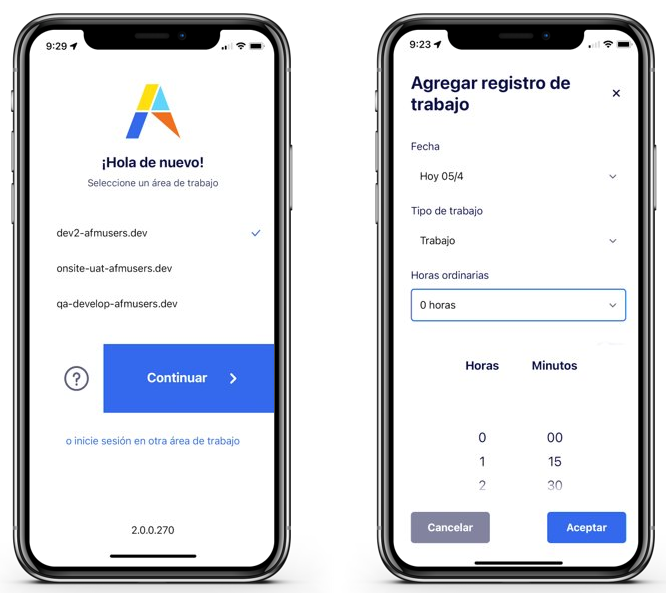 9:29
¡Hola de nuevo!
Seleccione un área de trabajo
dev2-afmusers.dev
onsite-uat-afmusers.dev
qa-develop-afmusers.dev
?
Continuar
o inicie sesión en otra área de trabajo
2.0.0.270
9:23
Agregar registro de
trabajo
Fecha
Hoy 05/4
Tipo de trabajo
Trabajo
Horas ordinarias
0 horas
Horas Minutos
0 00
1 15
2 30
Cancelar
Aceptar